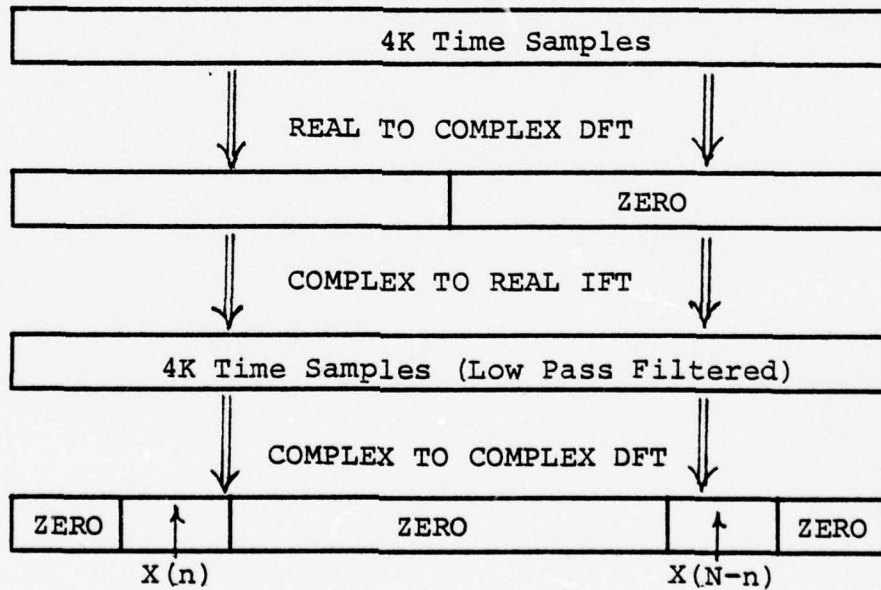 4K Time Samples
REAL TO COMPLEX DFT
ZERO
COMPLEX TO REAL IFT
4K Time Samples (Low Pass Filtered)
COMPLEX TO COMPLEX DFT
ZERO ZERO ZERO
X(n) X(N-n)